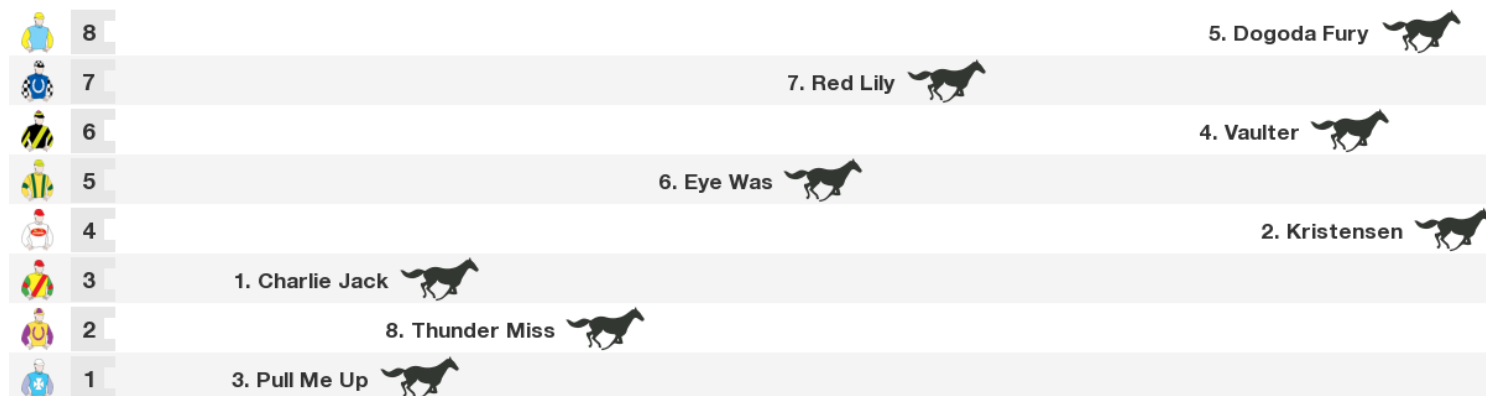 8 5. Dogoda Fury
7 7. Red Lily
6 4. Vaulter
5 6. Eye Was
4 2. Kristensen
3 1. Charlie Jack
2 8. Thunder Miss
1 3. Pull Me Up